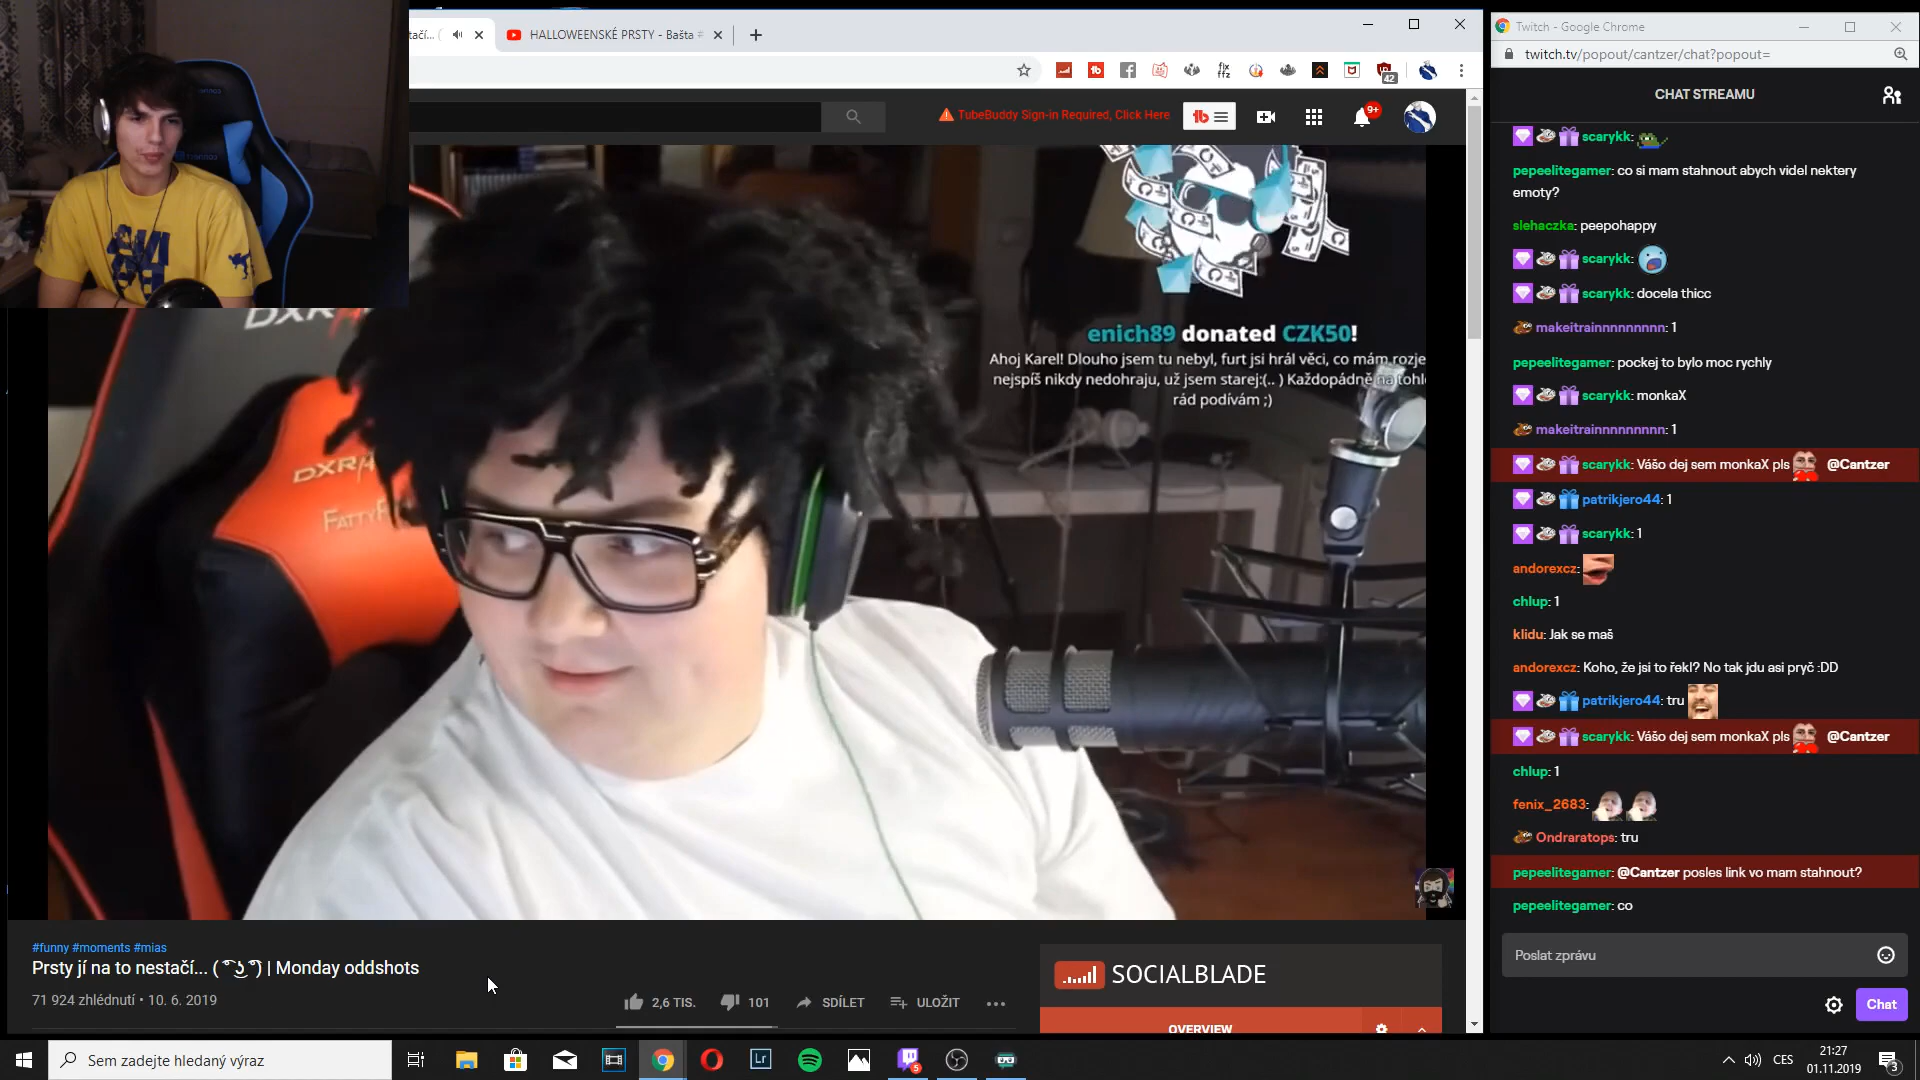 tačí... (
HALLOWEENSKÉ PRSTY - Bašta #
TubeBuddy Sign-in Required, Click Here
9+
42
enich89 donated CZK50!
Ahoj Karel! Dlouho jsem tu nebyl, furt jsi hrál věci, co mám rozje
nejspíš nikdy nedohraju, už jsem starej:(.. ) Každopádně na tohl
rád podívám ;)
#funny #moments #mias
Prsty jí na to nestačí... ( ͡° ͜ʖ ͡°) | Monday oddshots
71 924 zhlédnutí • 10. 6. 2019
2,6 TIS.
101
SDÍLET
ULOŽIT
SOCIALBLADE
OVERVIEW
Twitch - Google Chrome
twitch.tv/popout/cantzer/chat?popout=
CHAT STREAMU
scarykk:
pepeelitegamer: co si mam stahnout abych videl nektery
emoty?
slehaczka: peepohappy
scarykk:
scarykk: docela thicc
makeitrainnnnnnnnn: 1
pepeelitegamer: pockej to bylo moc rychly
scarykk: monkaX
makeitrainnnnnnnnn: 1
scarykk: Vášo dej sem monkaX pls @Cantzer
patrikjero44: 1
scarykk: 1
andorexcz:
chlup: 1
klidu: Jak se maš
andorexcz: Koho, že jsi to řekl? No tak jdu asi pryč :DD
patrikjero44: tru
scarykk: Vášo dej sem monkaX pls @Cantzer
chlup: 1
fenix_2683:
Ondraratops: tru
pepeelitegamer: @Cantzer posles link vo mam stahnout?
pepeelitegamer: co
Poslat zprávu
Chat
Sem zadejte hledaný výraz
Lr
5
CES
21:27
01.11.2019
3